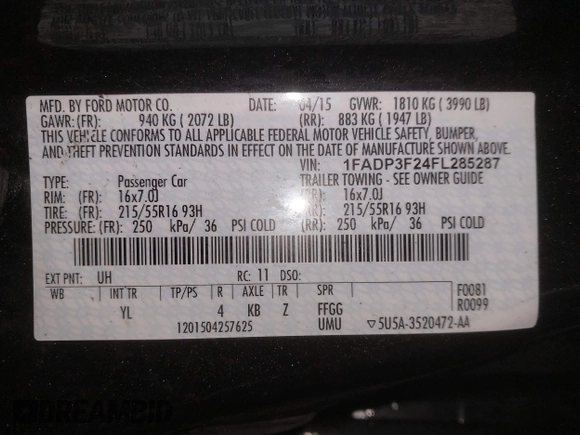 MFD. BY FORD MOTOR CO. DATE: 04/15 GVWR: 1810 KG ( 3990 LB)
GAWR: (FR): 940 KG ( 2072 LB) (RR): 883 KG ( 1947 LB)
THIS VEHICLE CONFORMS TO ALL APPLICABLE FEDERAL MOTOR VEHICLE SAFETY, BUMPER,
AND THEFT PREVENTION STANDARDS IN EFFECT ON THE DATE OF MANUFACTURE SHOWN ABOVE.
VIN: 1FADP3F24FL285287
TYPE: Passenger Car TRAILER TOWING - SEE OWNER GUIDE
RIM: (FR): 16x7.0J (RR): 16x7.0J
TIRE: (FR): 215/55R16 93H (RR): 215/55R16 93H
PRESSURE: (FR): 250 kPa/ 36 PSI COLD (RR): 250 kPa/ 36 PSI COLD
EXT PNT: UH RC: 11 DSO: F0081
WB INT TR TP/PS R AXLE TR SPR R0099
YL 4 KB Z FFGG
1201504257625 UMU ▽5U5A-3520472-AA
DREAMBID